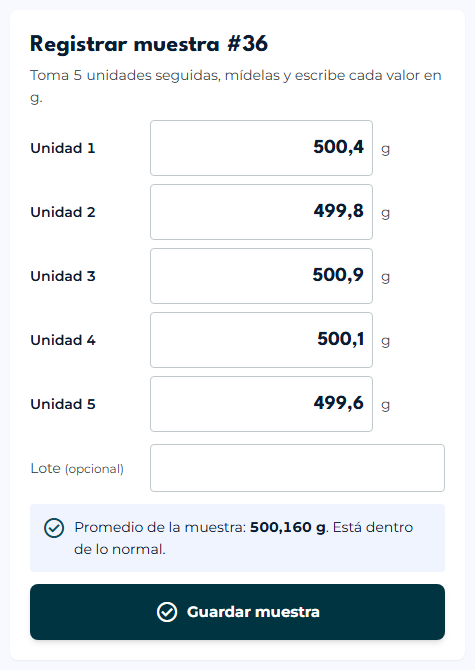 Registrar muestra #36
Toma 5 unidades seguidas, mídelas y escribe cada valor en
g.
Unidad 1 500,4 g
Unidad 2 499,8 g
Unidad 3 500,9 g
Unidad 4 500,1 g
Unidad 5 499,6 g
Lote (opcional)
Promedio de la muestra: 500,160 g. Está dentro
de lo normal.
Guardar muestra